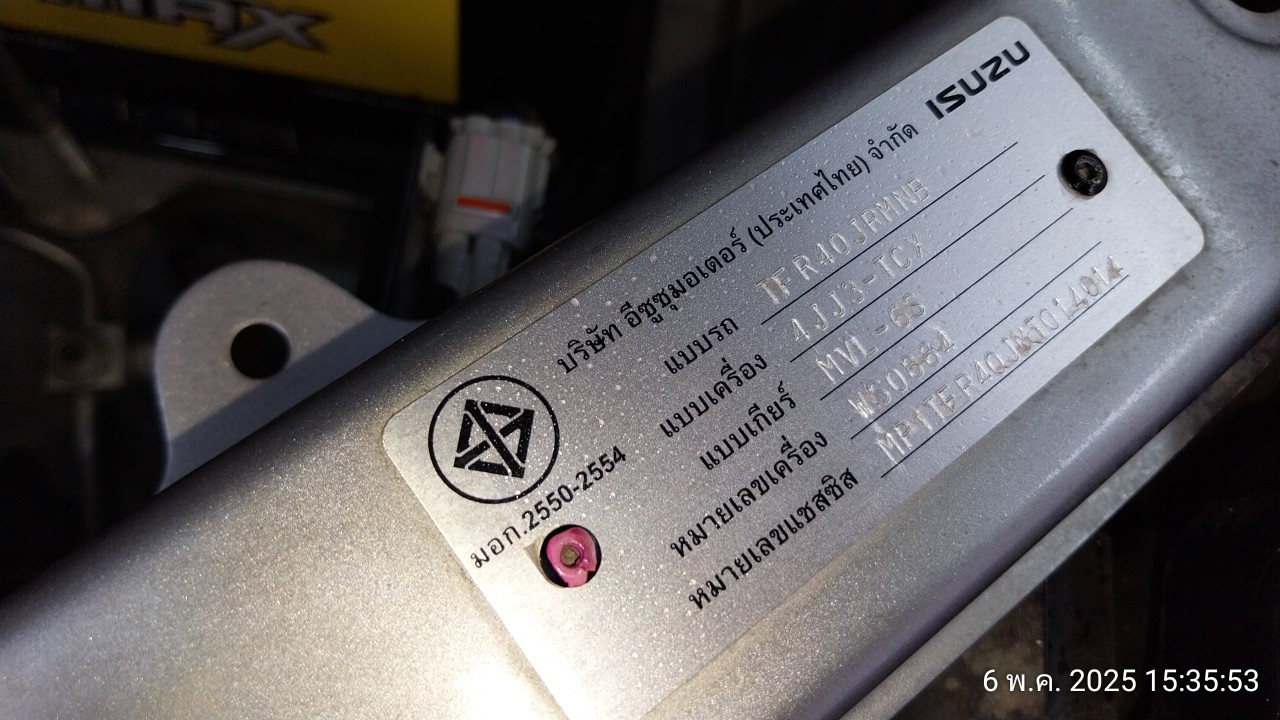 MAX
ISUZU
บริษัท อีซูซุมอเตอร์ (ประเทศไทย) จำกัด
แบบรถ TFR40JRMNB
แบบเครื่อง 4JJ3-TCX
แบบเกียร์ MVL-6S
หมายเลขเครื่อง
หมายเลขแชสซิส
มอก.2550-2554
6 พ.ค. 2025 15:35:53